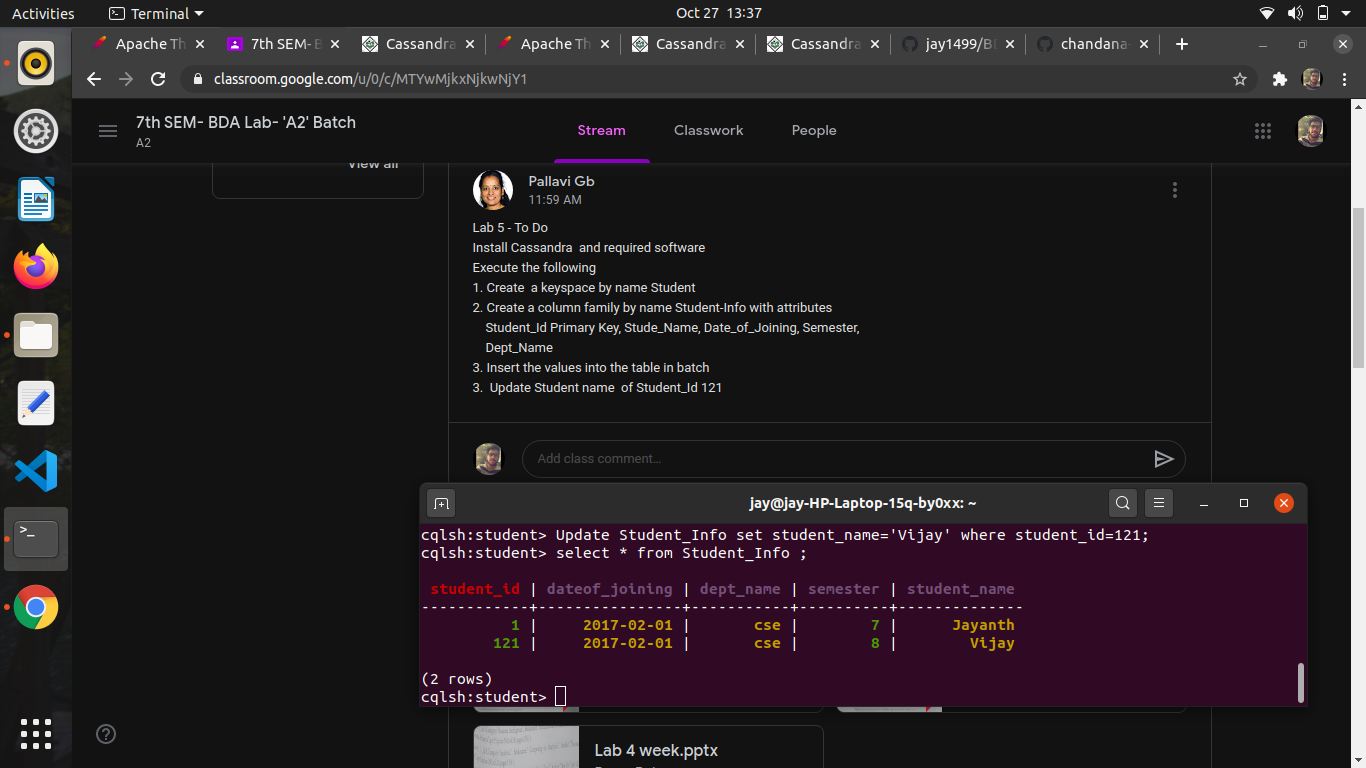 Activities Terminal Oct 27 13:37
Apache Th 7th SEM- B Cassandra Apache Th Cassandra Cassandra jay1499/B chandana-
classroom.google.com/u/0/c/MTYwMjkxNjkwNjY1
7th SEM- BDA Lab- 'A2' Batch
A2
Stream Classwork People
View all
Pallavi Gb
11:59 AM
Lab 5 - To Do
Install Cassandra and required software
Execute the following
1. Create a keyspace by name Student
2. Create a column family by name Student-Info with attributes
Student_Id Primary Key, Stude_Name, Date_of_Joining, Semester,
Dept_Name
3. Insert the values into the table in batch
3. Update Student name of Student_Id 121
Add class comment...
jay@jay-HP-Laptop-15q-by0xx: ~
cqlsh:student> Update Student_Info set student_name='Vijay' where student_id=121;
cqlsh:student> select * from Student_Info ;
student_id | dateof_joining | dept_name | semester | student_name
------------+----------------+-----------+----------+--------------
1 | 2017-02-01 | cse | 7 | Jayanth
121 | 2017-02-01 | cse | 8 | Vijay
(2 rows)
cqlsh:student>
Lab 4 week.pptx